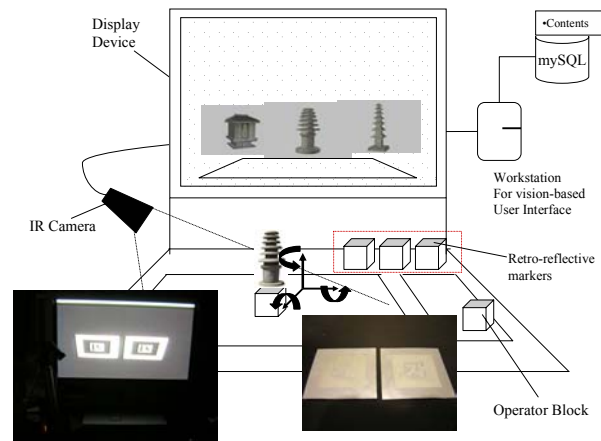 Display
Device
•Contents
mySQL
Workstation
For vision-based
User Interface
IR Camera
Retro-reflective
markers
Operator Block